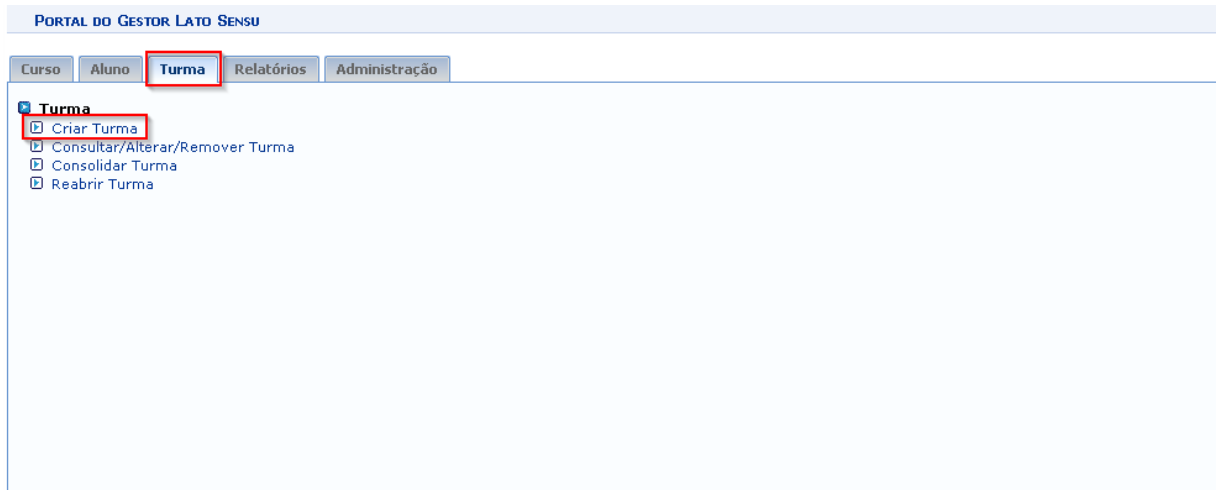 Portal do Gestor Lato Sensu
Curso Aluno Turma Relatórios Administração
Turma
Criar Turma
Consultar/Alterar/Remover Turma
Consolidar Turma
Reabrir Turma